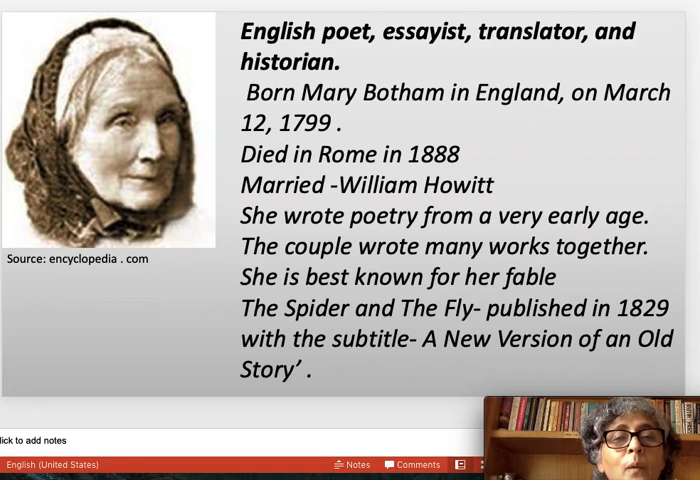 English poet, essayist, translator, and
historian.
Born Mary Botham in England, on March
12, 1799 .
Died in Rome in 1888
Married -William Howitt
She wrote poetry from a very early age.
The couple wrote many works together.
She is best known for her fable
The Spider and The Fly- published in 1829
with the subtitle- A New Version of an Old
Story’ .
Source: encyclopedia . com
lick to add notes
English (United States)
Notes
Comments